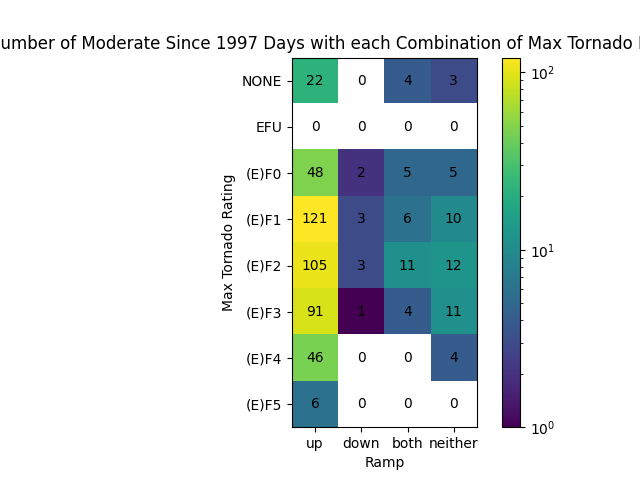 umber of Moderate Since 1997 Days with each Combination of Max Tornado
NONE 22 0 4 3
EFU 0 0 0 0
(E)F0 48 2 5 5
(E)F1 121 3 6 10
(E)F2 105 3 11 12
(E)F3 91 1 4 11
(E)F4 46 0 0 4
(E)F5 6 0 0 0
up down both neither
Ramp
Max Tornado Rating
10²
10¹
10⁰